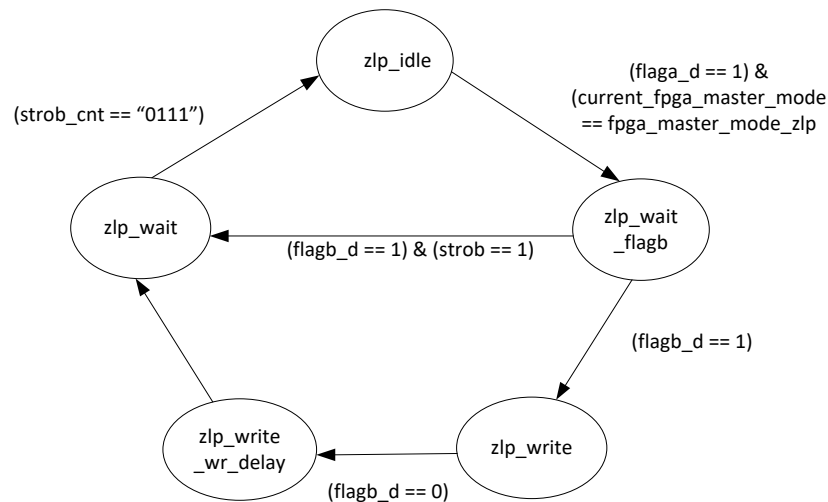 zlp_idle
(flaga_d == 1) &
(current_fpga_master_mode
== fpga_master_mode_zlp
(strob_cnt == “0111”)
zlp_wait
zlp_wait
_flagb
(flagb_d == 1) & (strob == 1)
(flagb_d == 1)
zlp_write
_wr_delay
zlp_write
(flagb_d == 0)